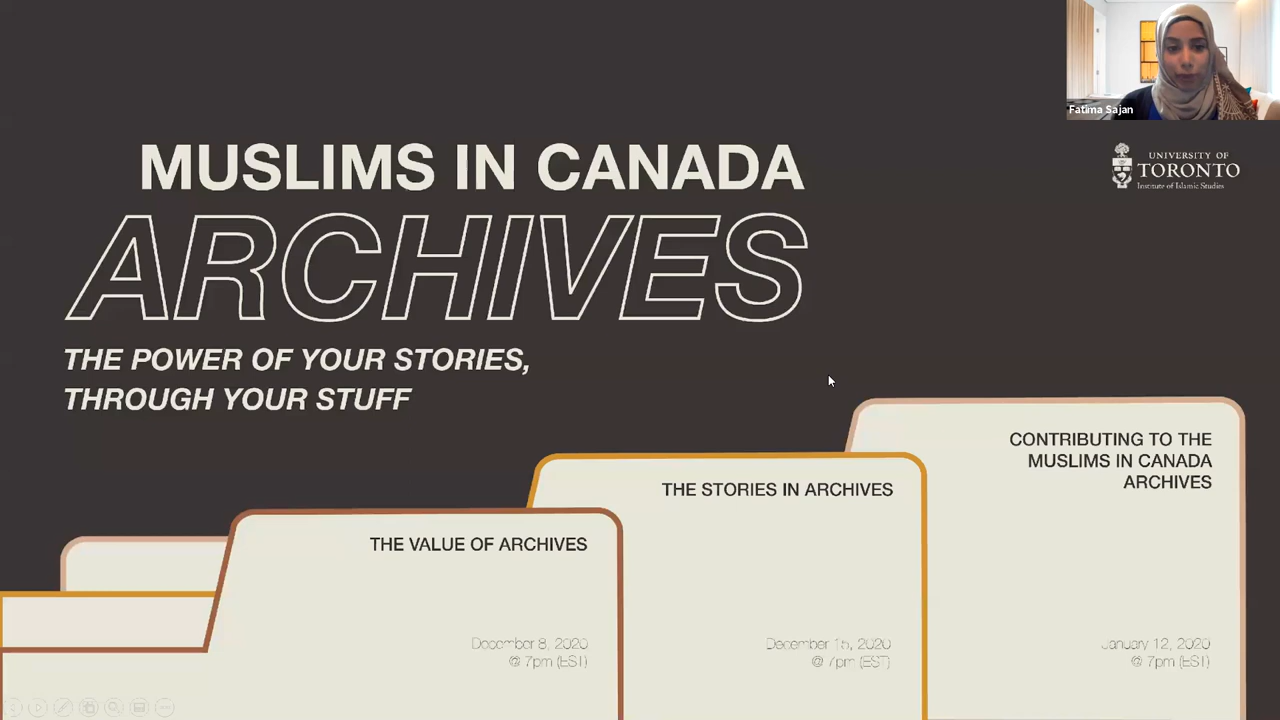 Fatima Sajan
UNIVERSITY OF
TORONTO
Institute of Islamic Studies
MUSLIMS IN CANADA
ARCHIVES
THE POWER OF YOUR STORIES,
THROUGH YOUR STUFF
THE VALUE OF ARCHIVES
December 8, 2020
@ 7pm (EST)
THE STORIES IN ARCHIVES
December 15, 2020
@ 7pm (EST)
CONTRIBUTING TO THE
MUSLIMS IN CANADA
ARCHIVES
January 12, 2020
@ 7pm (EST)